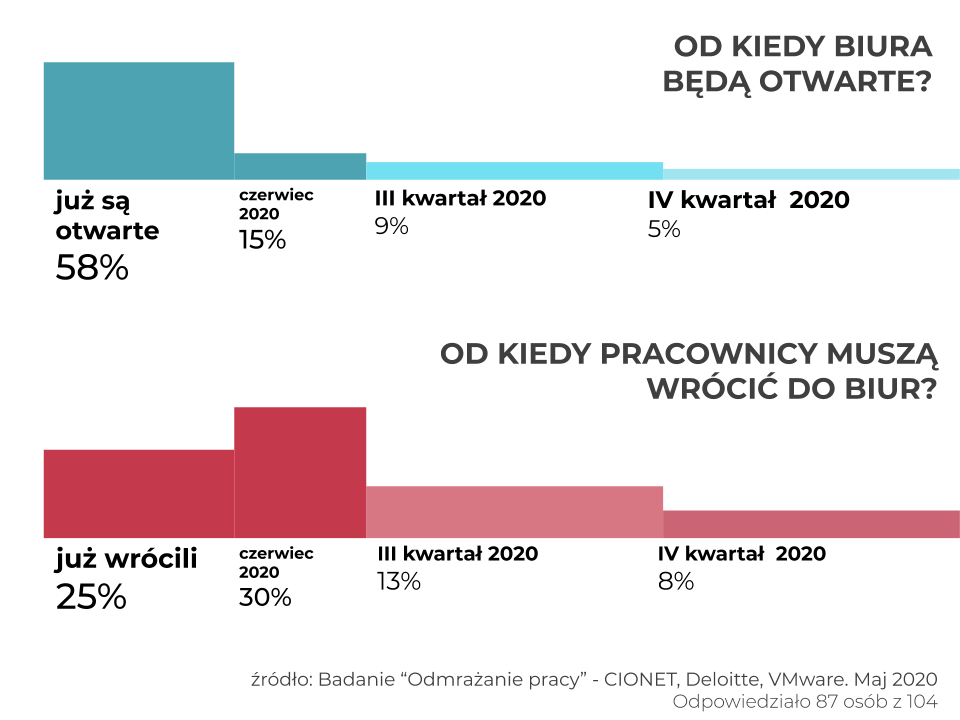 OD KIEDY BIURA
BĘDĄ OTWARTE?
już są
otwarte
58%
czerwiec
2020
15%
III kwartał 2020
9%
IV kwartał  2020
5%
OD KIEDY PRACOWNICY MUSZĄ
WRÓCIĆ DO BIUR?
już wrócili
25%
czerwiec
2020
30%
III kwartał 2020
13%
IV kwartał  2020
8%
źródło: Badanie “Odmrażanie pracy” - CIONET, Deloitte, VMware. Maj 2020
Odpowiedziało 87 osób z 104